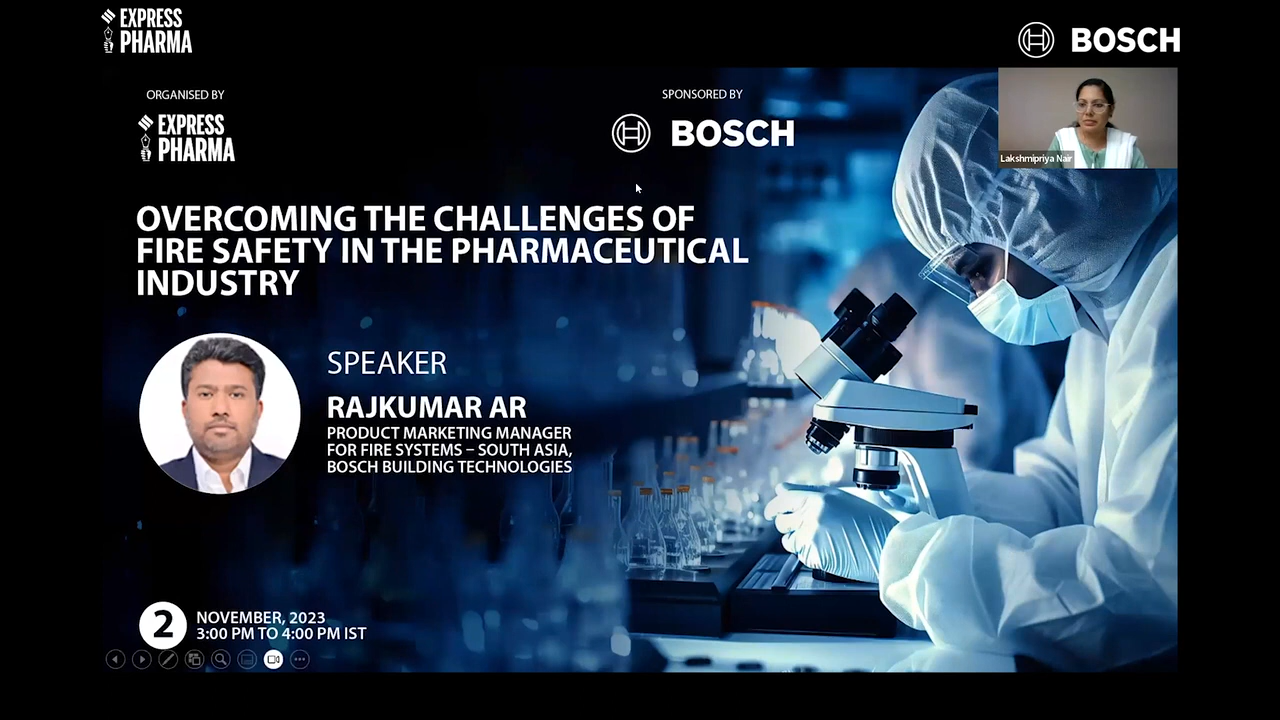 EXPRESS
PHARMA
BOSCH
ORGANISED BY
EXPRESS
PHARMA
SPONSORED BY
BOSCH
Lakshmipriya Nair
OVERCOMING THE CHALLENGES OF
FIRE SAFETY IN THE PHARMACEUTICAL
INDUSTRY
SPEAKER
RAJKUMAR AR
PRODUCT MARKETING MANAGER
FOR FIRE SYSTEMS – SOUTH ASIA,
BOSCH BUILDING TECHNOLOGIES
2 NOVEMBER, 2023
3:00 PM TO 4:00 PM IST